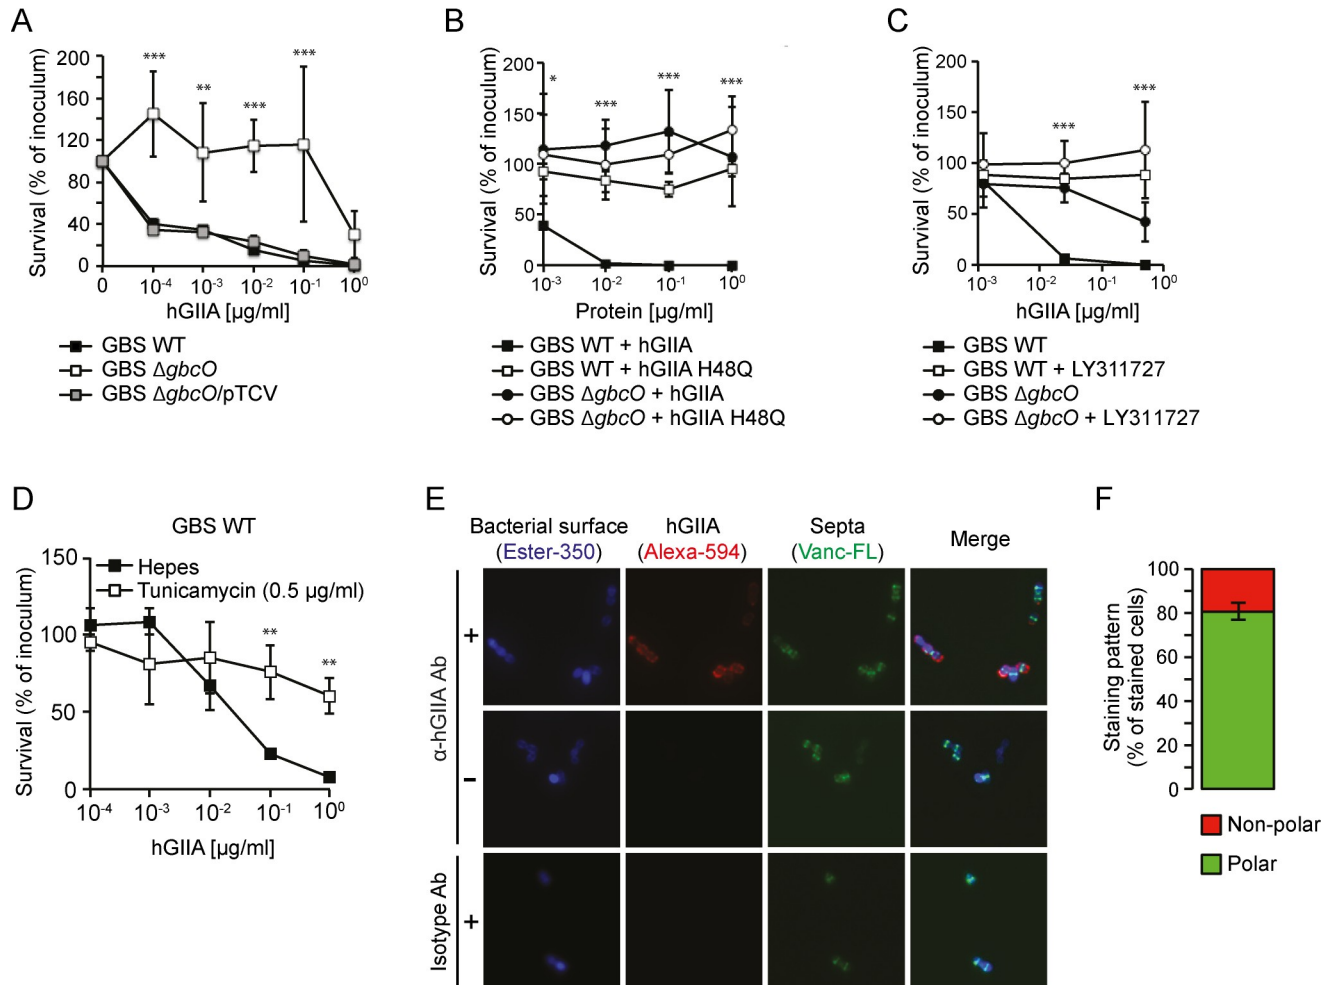 A
Survival (% of inoculum)
200
160
120
80
40
0
***
**
***
***
0
10-4
10-3
10-2
10-1
100
hGIIA [µg/ml]
GBS WT
GBS ΔgbcO
GBS ΔgbcO/pTCV
B
Survival (% of inoculum)
200
150
100
50
0
*
***
***
***
10-3
10-2
10-1
100
Protein [µg/ml]
GBS WT + hGIIA
GBS WT + hGIIA H48Q
GBS ΔgbcO + hGIIA
GBS ΔgbcO + hGIIA H48Q
C
Survival (% of inoculum)
200
150
100
50
0
***
***
10-3
10-2
10-1
100
hGIIA [µg/ml]
GBS WT
GBS WT + LY311727
GBS ΔgbcO
GBS ΔgbcO + LY311727
D
GBS WT
Survival (% of inoculum)
150
100
50
0
Hepes
Tunicamycin (0.5 µg/ml)
**
**
10-4
10-3
10-2
10-1
100
hGIIA [µg/ml]
E
Bacterial surface
(Ester-350)
hGIIA
(Alexa-594)
Septa
(Vanc-FL)
Merge
α-hGIIA Ab
+
-
Isotype Ab
+
F
Staining pattern
(% of stained cells)
100
80
60
40
20
0
Non-polar
Polar